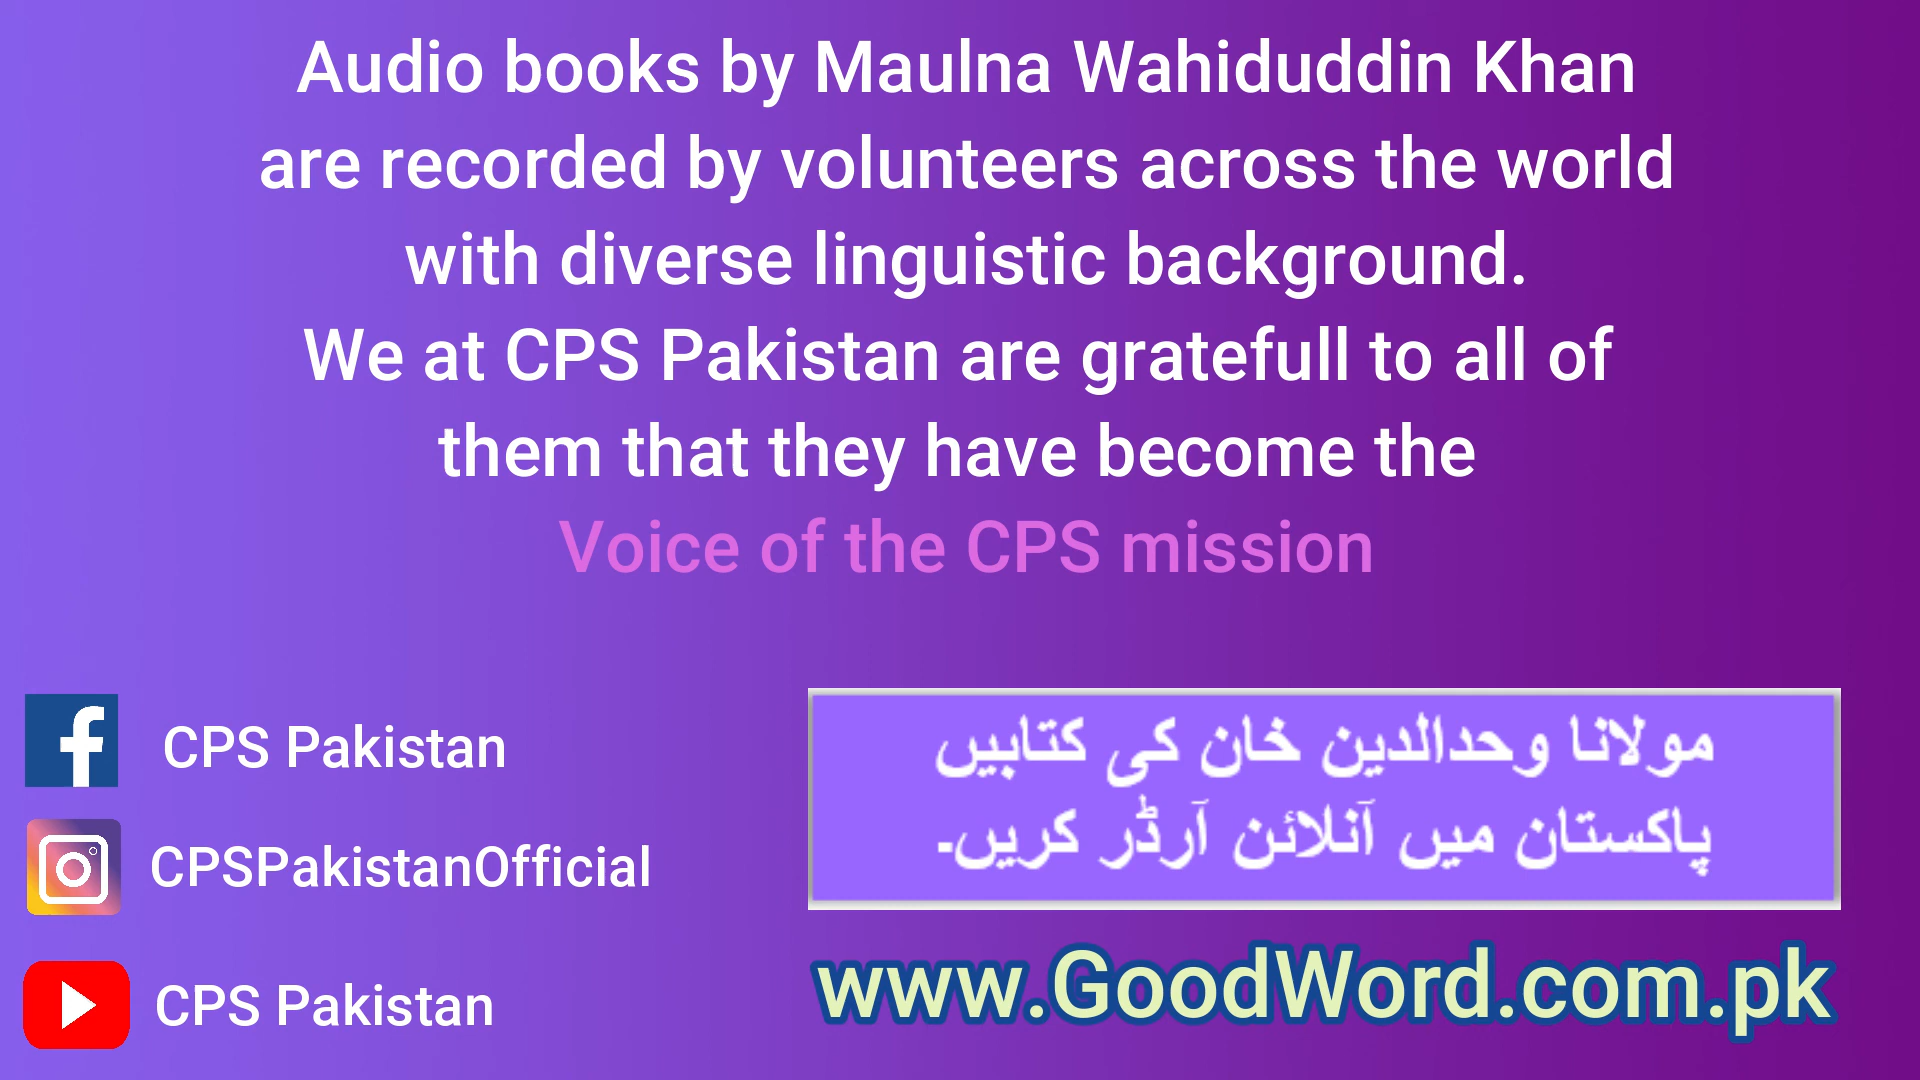 Audio books by Maulna Wahiduddin Khan
are recorded by volunteers across the world
with diverse linguistic background.
We at CPS Pakistan are gratefull to all of
them that they have become the
Voice of the CPS mission
CPS Pakistan
CPSPakistanOfficial
CPS Pakistan
مولانا وحدالدین خان کی کتابیں
پاکستان میں آنلائن آرڈر کریں۔
www.GoodWord.com.pk